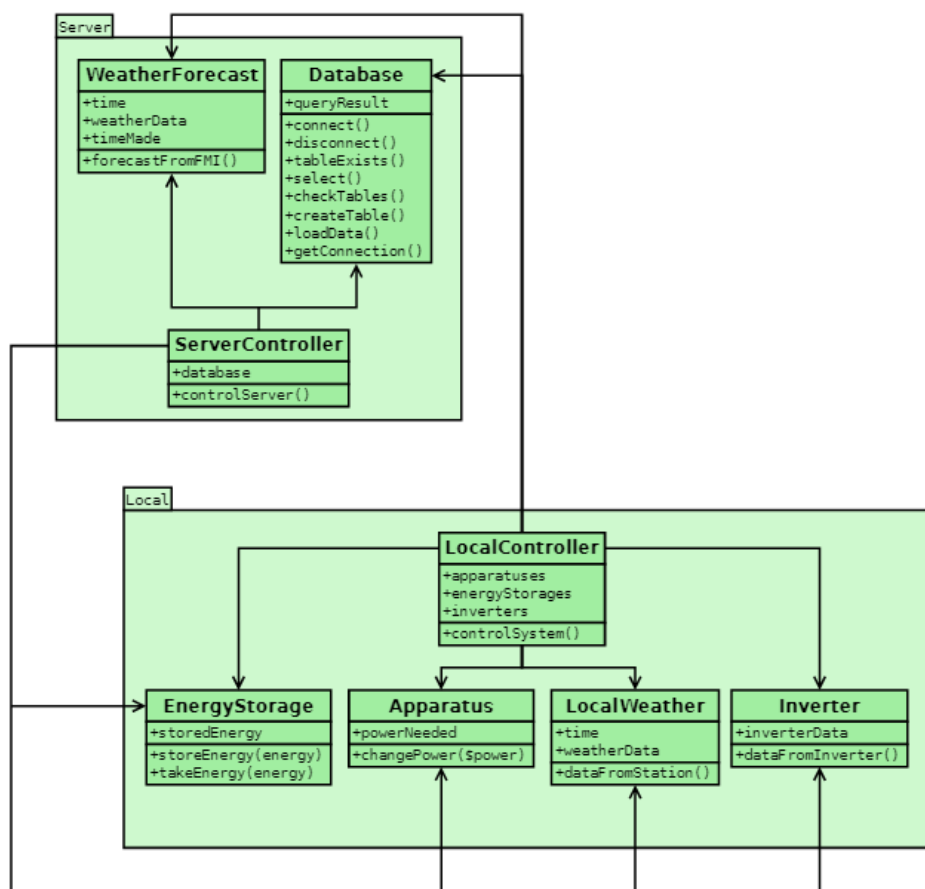 Server
WeatherForecast
+time
+weatherData
+timeMade
+forecastFromFMI()
Database
+queryResult
+connect()
+disconnect()
+tableExists()
+select()
+checkTables()
+createTable()
+loadData()
+getConnection()
ServerController
+database
+controlServer()
Local
LocalController
+apparatuses
+energyStorages
+inverters
+controlSystem()
EnergyStorage
+storedEnergy
+storeEnergy(energy)
+takeEnergy(energy)
Apparatus
+powerNeeded
+changePower($power)
LocalWeather
+time
+weatherData
+dataFromStation()
Inverter
+inverterData
+dataFromInverter()